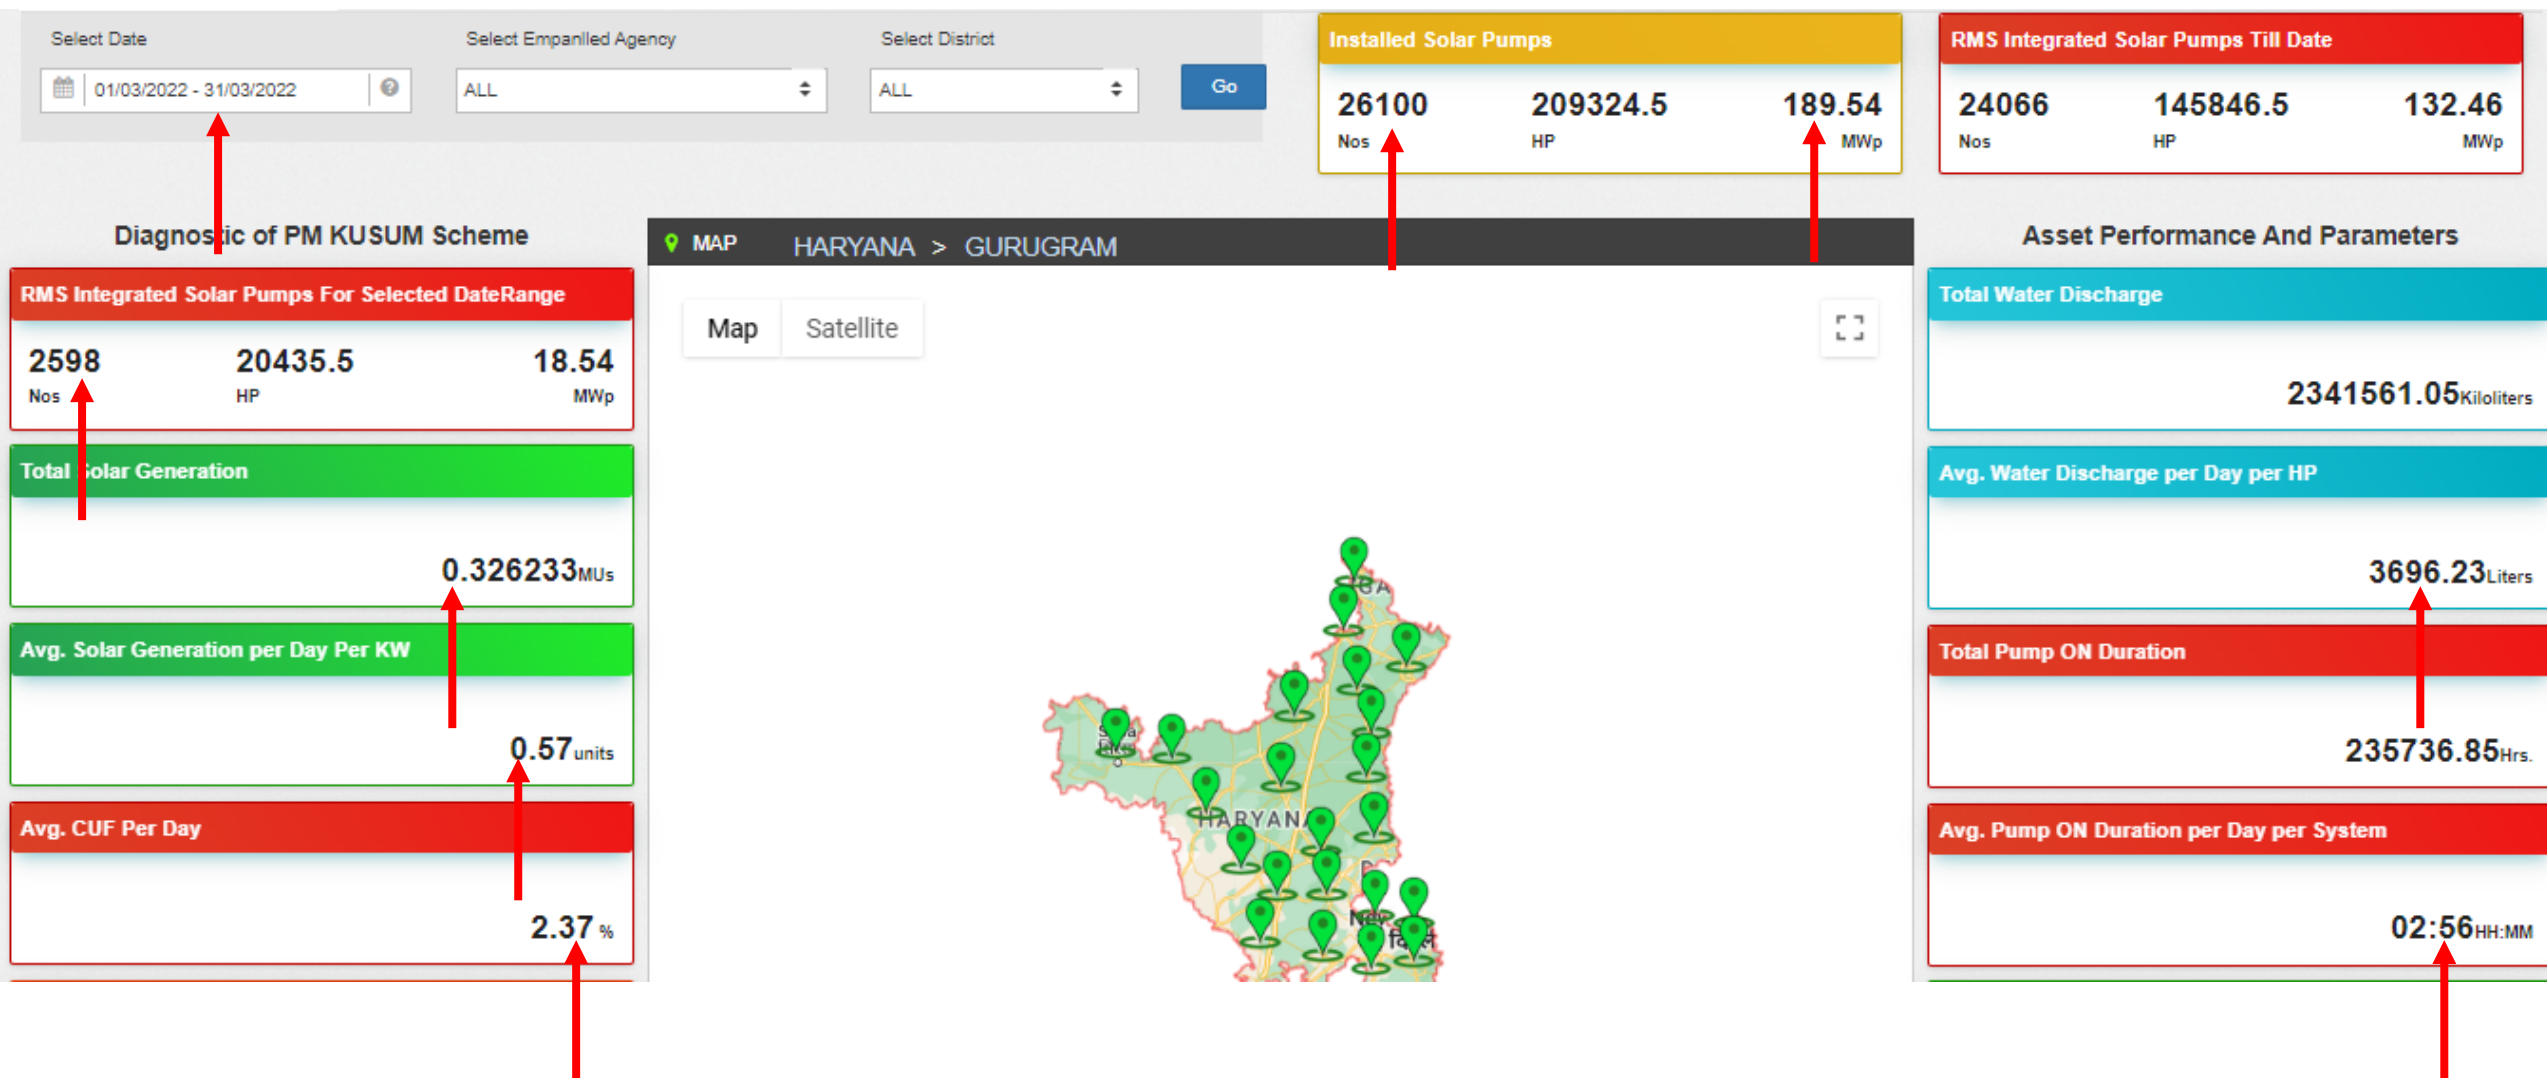 Select Date
Select Empanlled Agency
Select District
01/03/2022 - 31/03/2022
ALL
ALL
Go
Installed Solar Pumps
26100 209324.5 189.54
Nos HP MWp
RMS Integrated Solar Pumps Till Date
24066 145846.5 132.46
Nos HP MWp
Diagnostic of PM KUSUM Scheme
RMS Integrated Solar Pumps For Selected DateRange
2598 20435.5 18.54
Nos HP MWp
Total Solar Generation
0.326233MUs
Avg. Solar Generation per Day Per KW
0.57units
Avg. CUF Per Day
2.37 %
MAP HARYANA > GURUGRAM
Map Satellite
HARYANA
Asset Performance And Parameters
Total Water Discharge
2341561.05Kiloliters
Avg. Water Discharge per Day per HP
3696.23Liters
Total Pump ON Duration
235736.85Hrs.
Avg. Pump ON Duration per Day per System
02:56HH:MM